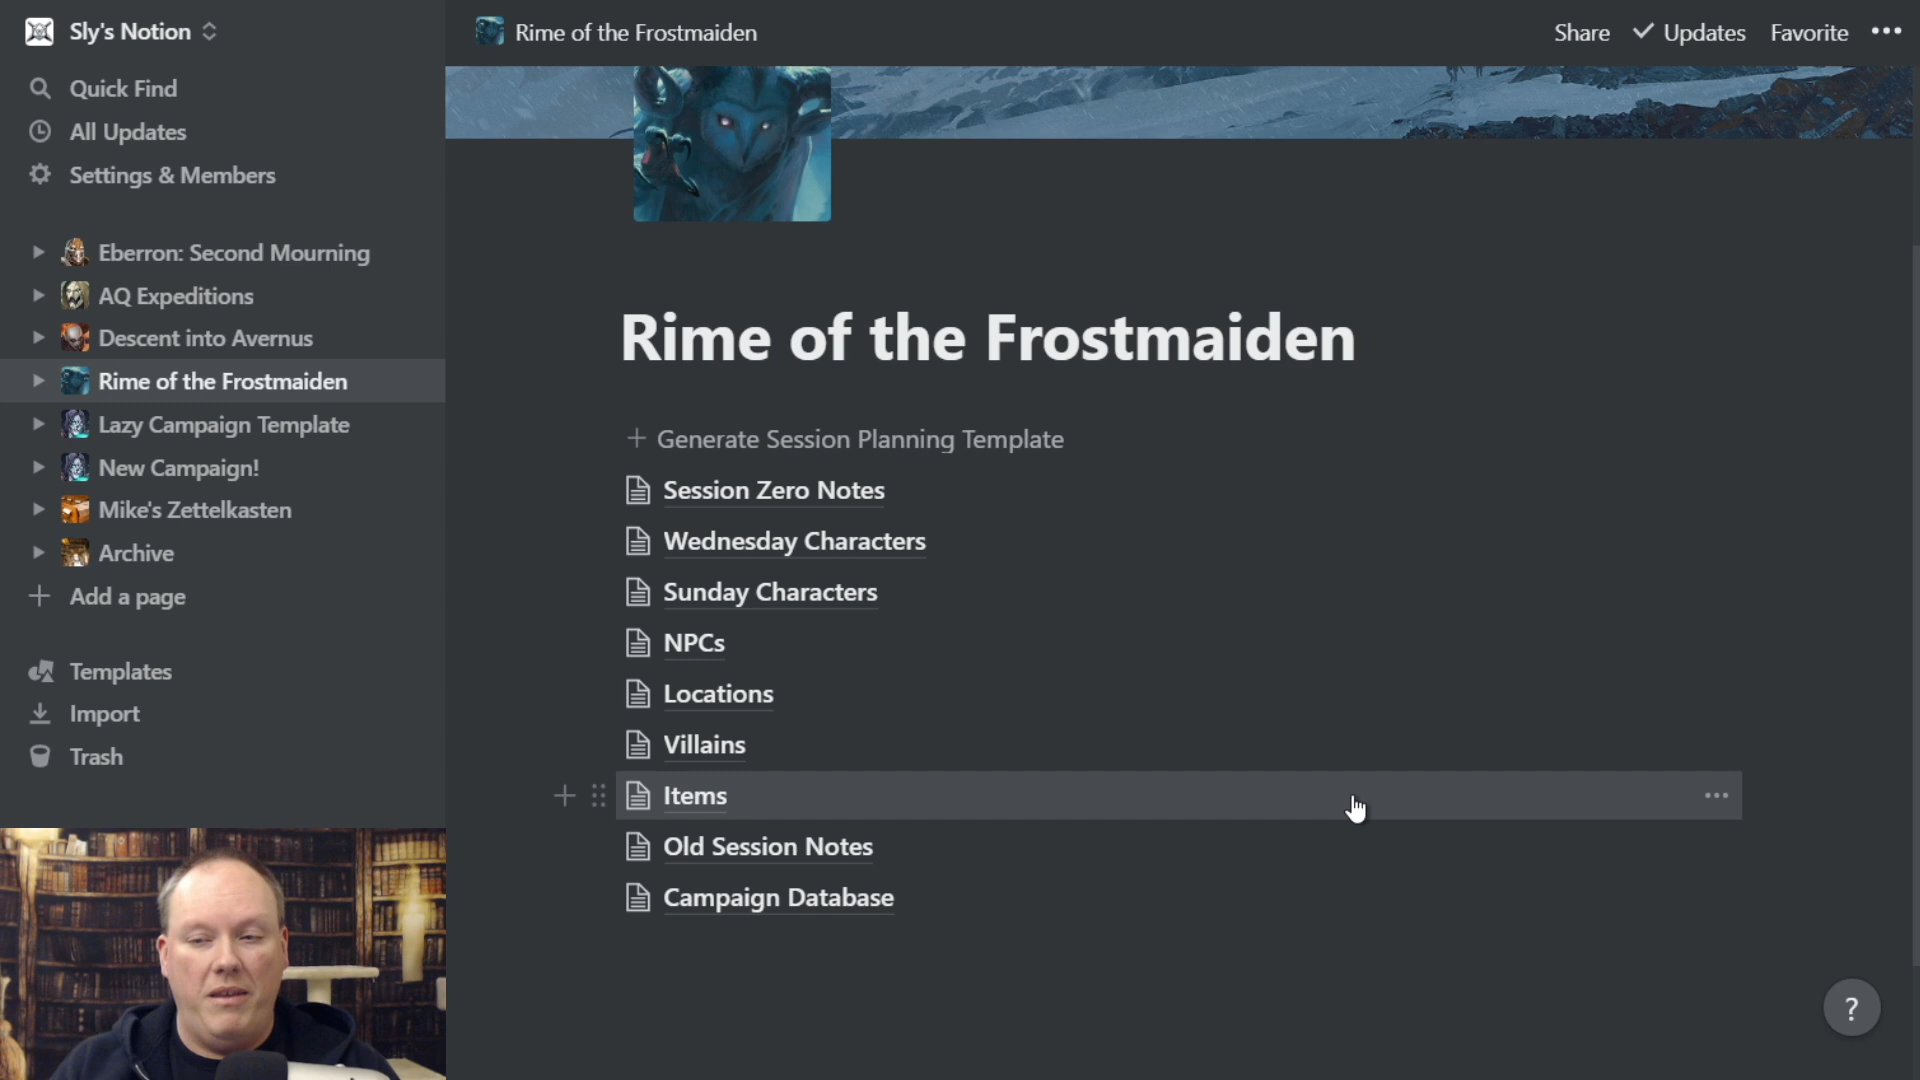 Sly's Notion
Quick Find
All Updates
Settings & Members
Eberron: Second Mourning
AQ Expeditions
Descent into Avernus
Rime of the Frostmaiden
Lazy Campaign Template
New Campaign!
Mike's Zettelkasten
Archive
Add a page
Templates
Import
Trash
Rime of the Frostmaiden
Share
Updates
Favorite
Rime of the Frostmaiden
Generate Session Planning Template
Session Zero Notes
Wednesday Characters
Sunday Characters
NPCs
Locations
Villains
Items
Old Session Notes
Campaign Database
?